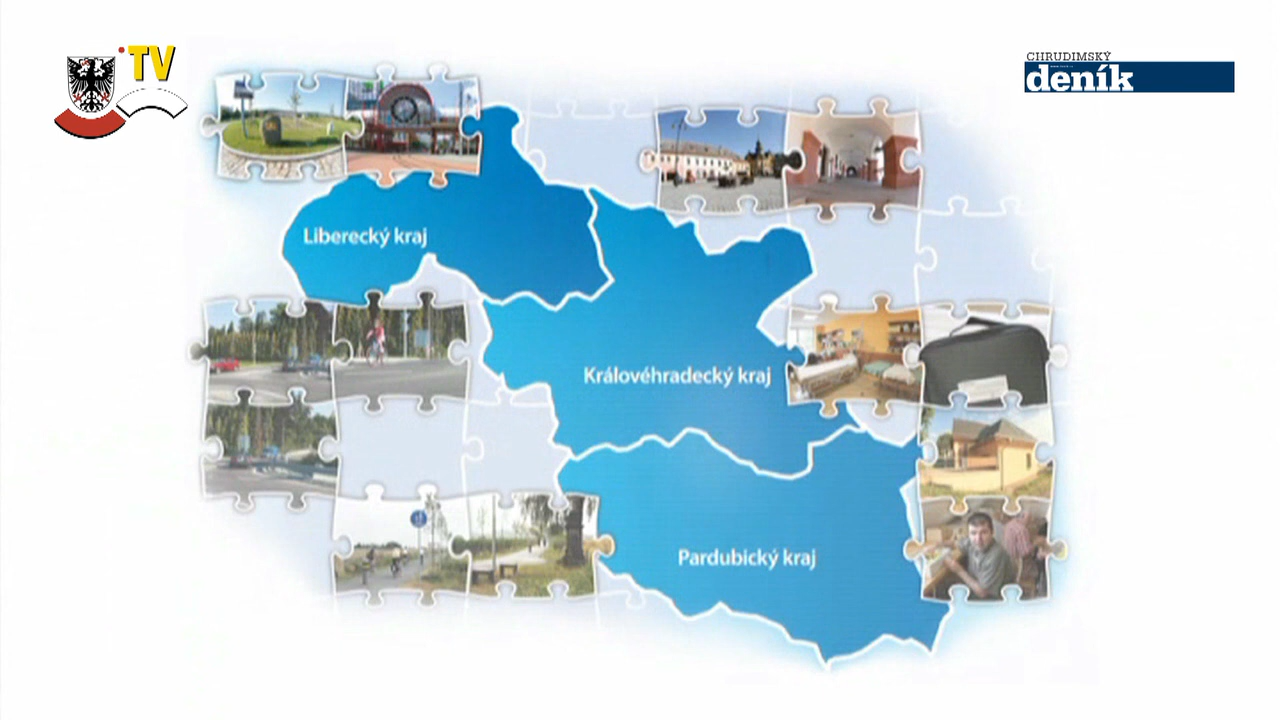 TV
CHRUDIMSKÝ
deník
Liberecký kraj
Královéhradecký kraj
Pardubický kraj